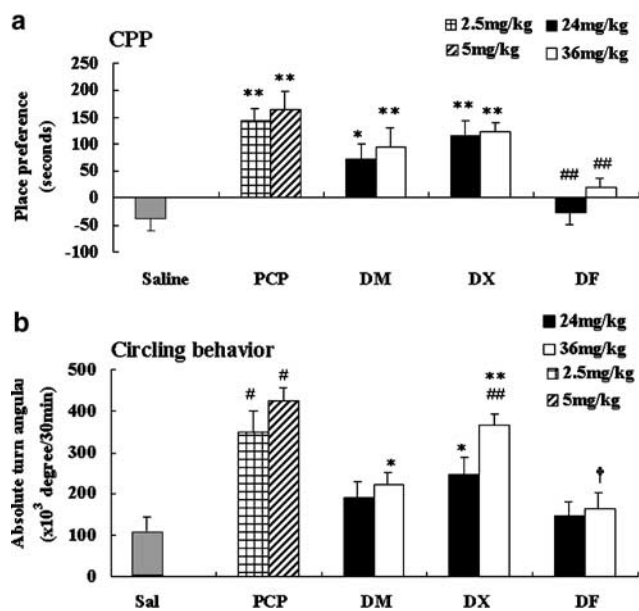 a
CPP
2.5mg/kg 24mg/kg
5mg/kg 36mg/kg
Place preference
(seconds)
200
150
100
50
0
-50
-100
** **
* **
** **
## ##
Saline PCP DM DX DF
b
Circling behavior
24mg/kg
36mg/kg
2.5mg/kg
5mg/kg
Absolute turn angular
(x10³ degree/30min)
500
400
300
200
100
0
# #
*
* ** ##
†
Sal PCP DM DX DF